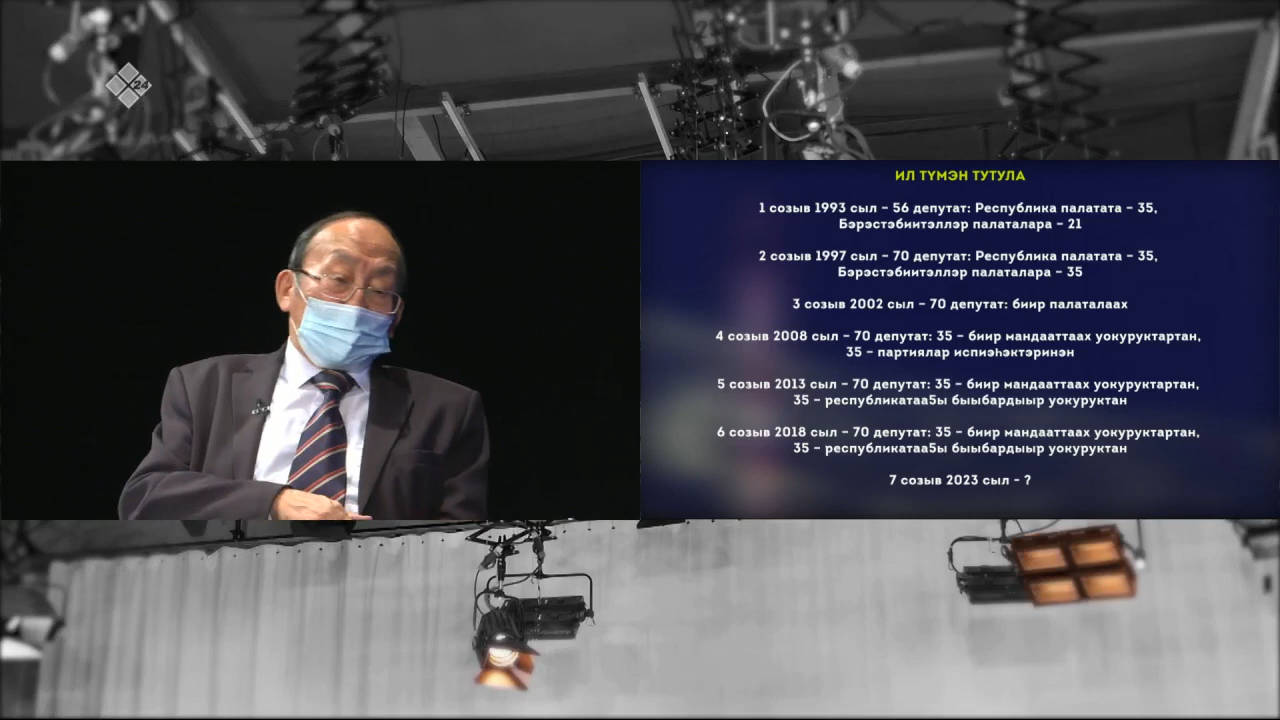 X24
ИЛ ТҮМЭН ТУТУЛА
1 созыв 1993 сыл – 56 депутат: Республика палатата – 35,
Бэрэстэбиитэллэр палаталара – 21
2 созыв 1997 сыл – 70 депутат: Республика палатата – 35,
Бэрэстэбиитэллэр палаталара – 35
3 созыв 2002 сыл – 70 депутат: биир палаталаах
4 созыв 2008 сыл – 70 депутат: 35 – биир мандааттаах уокуруктартан,
35 – партиялар испиэһэктэринэн
5 созыв 2013 сыл – 70 депутат: 35 – биир мандааттаах уокуруктартан,
35 – республикатаа5ы быыбардыыр уокуруктан
6 созыв 2018 сыл – 70 депутат: 35 – биир мандааттаах уокуруктартан,
35 – республикатаа5ы быыбардыыр уокуруктан
7 созыв 2023 сыл - ?